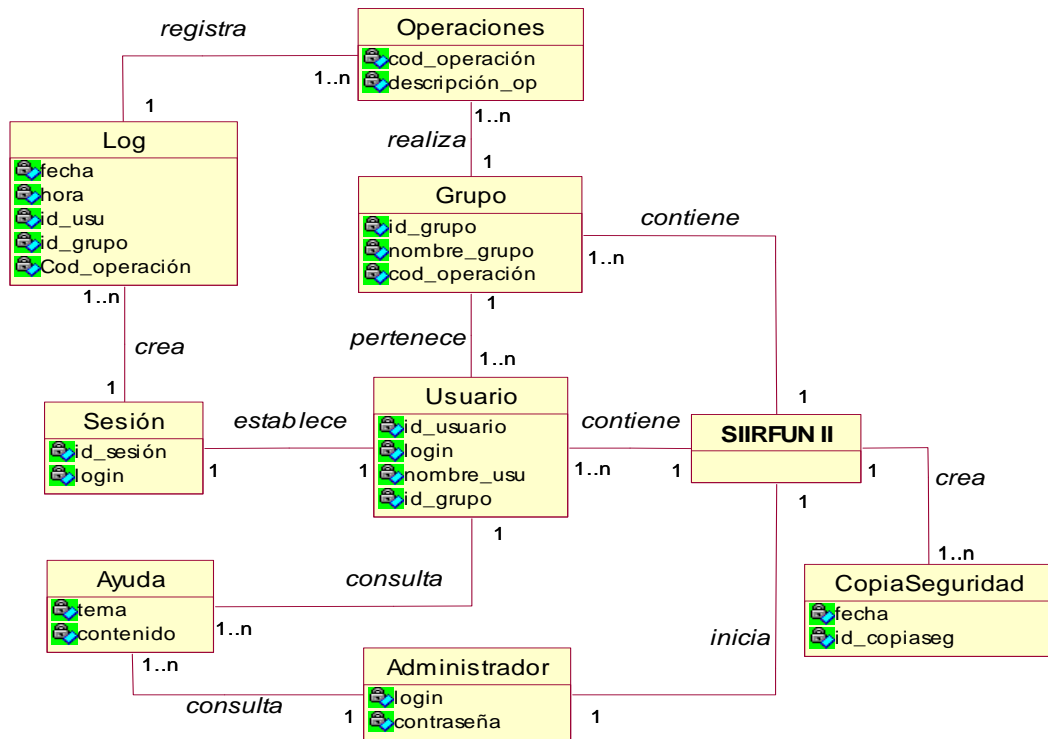 Operaciones
cod_operación
descripción_op
registra
1..n
1
1..n
realiza
1
Log
fecha
hora
id_usu
id_grupo
Cod_operación
Grupo
id_grupo
nombre_grupo
cod_operación
contiene
1..n
1..n
1
crea
pertenece
1
1..n
1
Sesión
id_sesión
login
establece
1
1
Usuario
id_usuario
login
nombre_usu
id_grupo
contiene
1..n
1
SIIRFUN II
1
crea
1
1
consulta
1..n
Ayuda
tema
contenido
1..n
1..n
CopiaSeguridad
fecha
id_copiaseg
inicia
Administrador
login
contraseña
consulta
1
1